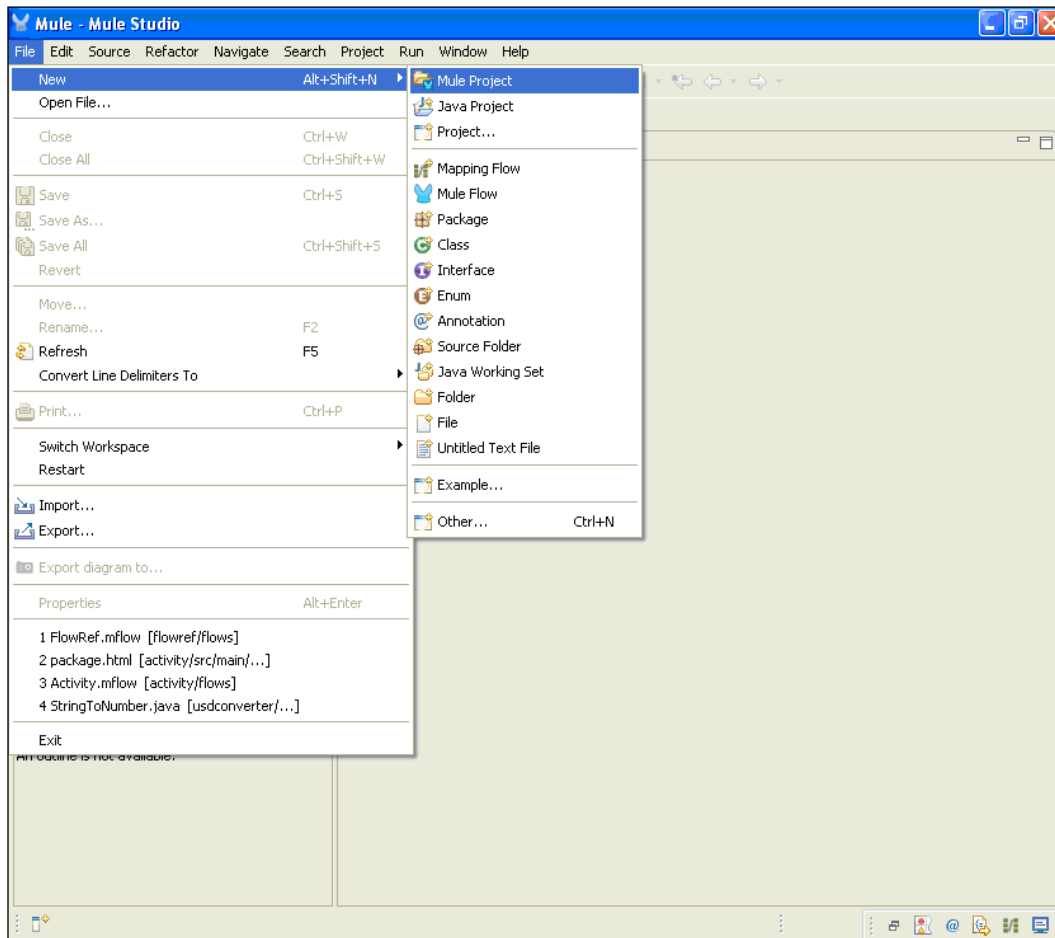 Mule - Mule Studio
File Edit Source Refactor Navigate Search Project Run Window Help
New Alt+Shift+N
Open File...
Close Ctrl+W
Close All Ctrl+Shift+W
Save Ctrl+S
Save As...
Save All Ctrl+Shift+S
Revert
Move...
Rename... F2
Refresh F5
Convert Line Delimiters To
Print... Ctrl+P
Switch Workspace
Restart
Import...
Export...
Export diagram to...
Properties Alt+Enter
1 FlowRef.mflow [flowref/flows]
2 package.html [activity/src/main/...]
3 Activity.mflow [activity/flows]
4 StringToNumber.java [usdconverter/...]
Exit
An outline is not available.
Mule Project
Java Project
Project...
Mapping Flow
Mule Flow
Package
Class
Interface
Enum
Annotation
Source Folder
Java Working Set
Folder
File
Untitled Text File
Example...
Other... Ctrl+N